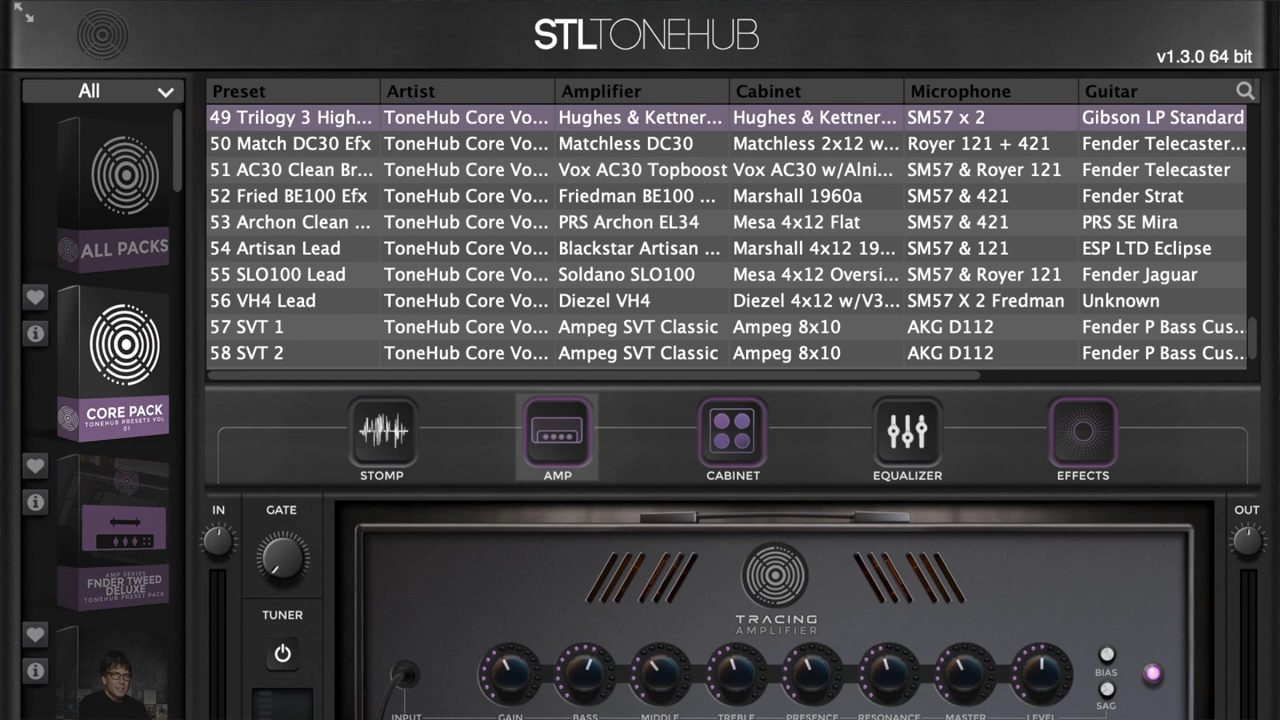 STLTONEHUB
v1.3.0 64 bit
All
Preset Artist Amplifier Cabinet Microphone Guitar
49 Trilogy 3 High... ToneHub Core Vo... Hughes & Kettner... Hughes & Kettner... SM57 x 2 Gibson LP Standard
50 Match DC30 Efx ToneHub Core Vo... Matchless DC30 Matchless 2x12 w... Royer 121 + 421 Fender Telecaster...
51 AC30 Clean Br... ToneHub Core Vo... Vox AC30 Topboost Vox AC30 w/Alni... SM57 & Royer 121 Fender Telecaster
52 Fried BE100 Efx ToneHub Core Vo... Friedman BE100 ... Marshall 1960a SM57 & 421 Fender Strat
53 Archon Clean ... ToneHub Core Vo... PRS Archon EL34 Mesa 4x12 Flat SM57 & 421 PRS SE Mira
54 Artisan Lead ToneHub Core Vo... Blackstar Artisan ... Marshall 4x12 19... SM57 & 121 ESP LTD Eclipse
55 SLO100 Lead ToneHub Core Vo... Soldano SLO100 Mesa 4x12 Oversi... SM57 & Royer 121 Fender Jaguar
56 VH4 Lead ToneHub Core Vo... Diezel VH4 Diezel 4x12 w/V3... SM57 X 2 Fredman Unknown
57 SVT 1 ToneHub Core Vo... Ampeg SVT Classic Ampeg 8x10 AKG D112 Fender P Bass Cus...
58 SVT 2 ToneHub Core Vo... Ampeg SVT Classic Ampeg 8x10 AKG D112 Fender P Bass Cus...
ALL PACKS
CORE PACK
TONEHUB PRESETS VOL
01
AMP SERIES
FNDER TWEED
DELUXE
TONEHUB PRESET PACK
STOMP AMP CABINET EQUALIZER EFFECTS
IN GATE OUT
TUNER
TRACING
AMPLIFIER
BIAS
SAG
INPUT GAIN BASS MIDDLE TREBLE PRESENCE RESONANCE MASTER LEVEL